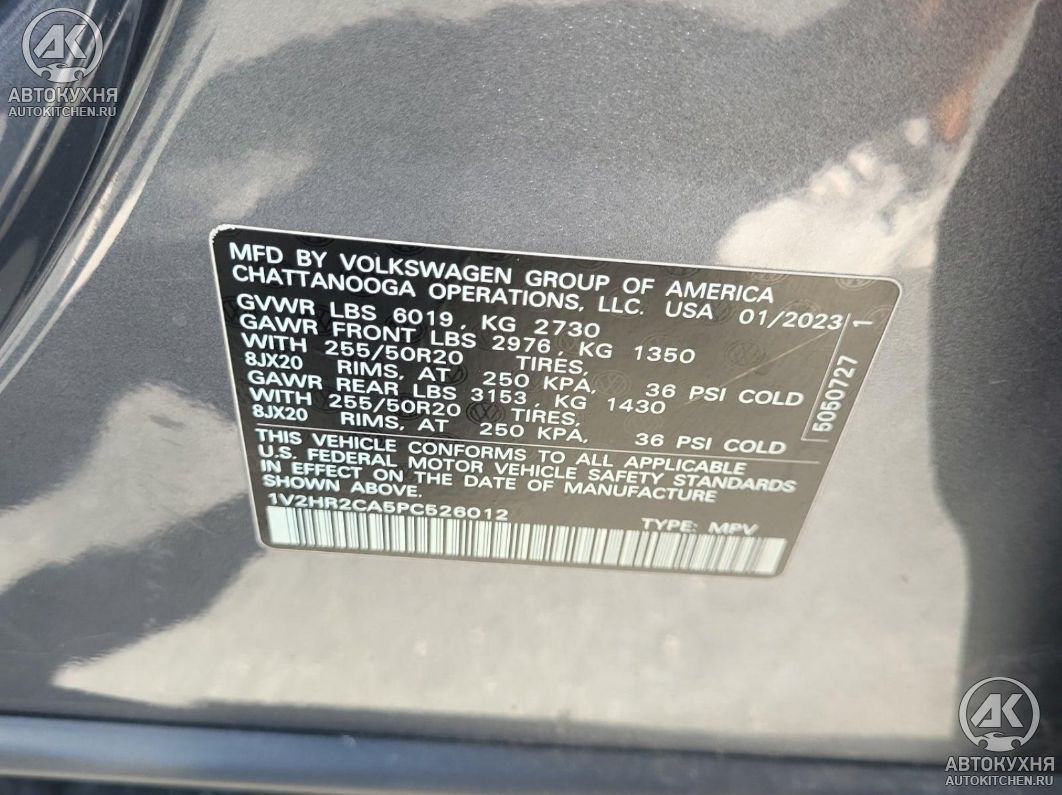 AK
АВТОКУХНЯ
AUTOKITCHEN.RU
MFD BY VOLKSWAGEN GROUP OF AMERICA
CHATTANOOGA OPERATIONS, LLC. USA 01/2023
GVWR LBS 6019, KG 2730
GAWR FRONT LBS 2976, KG 1350
WITH 255/50R20 TIRES,
8JX20 RIMS, AT 250 KPA, 36 PSI COLD
GAWR REAR LBS 3153, KG 1430
WITH 255/50R20 TIRES,
8JX20 RIMS, AT 250 KPA, 36 PSI COLD
THIS VEHICLE CONFORMS TO ALL APPLICABLE
U.S. FEDERAL MOTOR VEHICLE SAFETY STANDARDS
IN EFFECT ON THE DATE OF MANUFACTURE
SHOWN ABOVE.
1V2HR2CA5PC526012 TYPE: MPV
5050727 1
AK
АВТОКУХНЯ
AUTOKITCHEN.RU